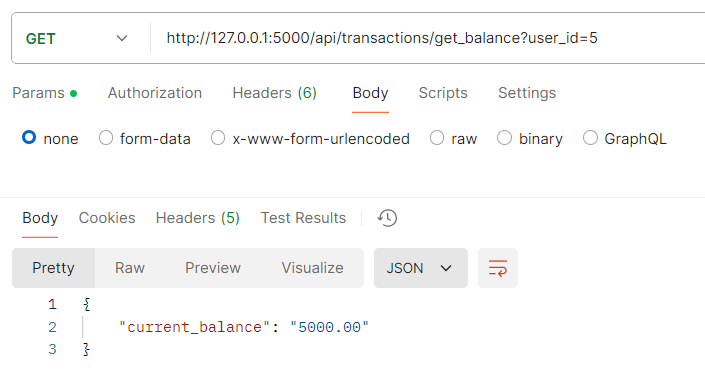 GET http://127.0.0.1:5000/api/transactions/get_balance?user_id=5
Params Authorization Headers (6) Body Scripts Settings
none form-data x-www-form-urlencoded raw binary GraphQL
Body Cookies Headers (5) Test Results
Pretty Raw Preview Visualize JSON
1 {
2 "current_balance": "5000.00"
3 }